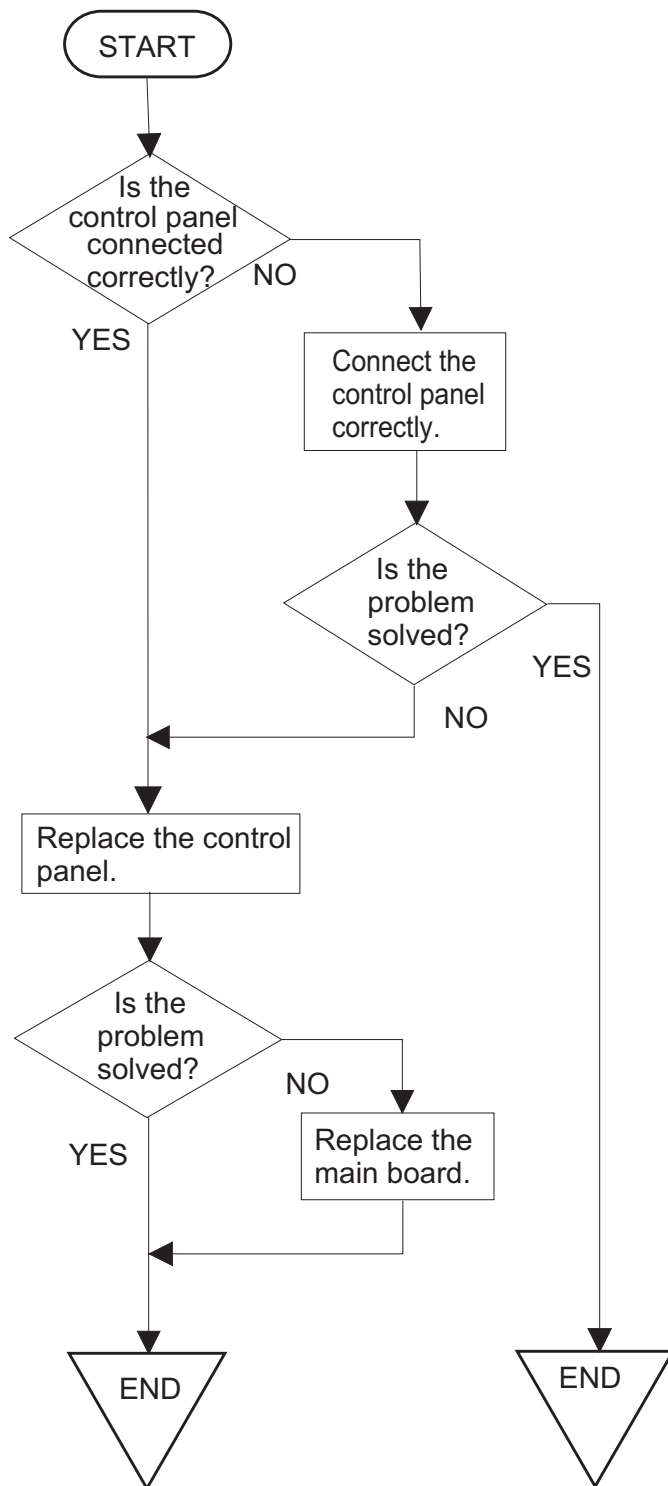 START
Is the
control panel
connected
correctly?
NO
YES
Connect the
control panel
correctly.
Is the
problem
solved?
YES
NO
Replace the control
panel.
Is the
problem
solved?
NO
YES
Replace the
main board.
END
END